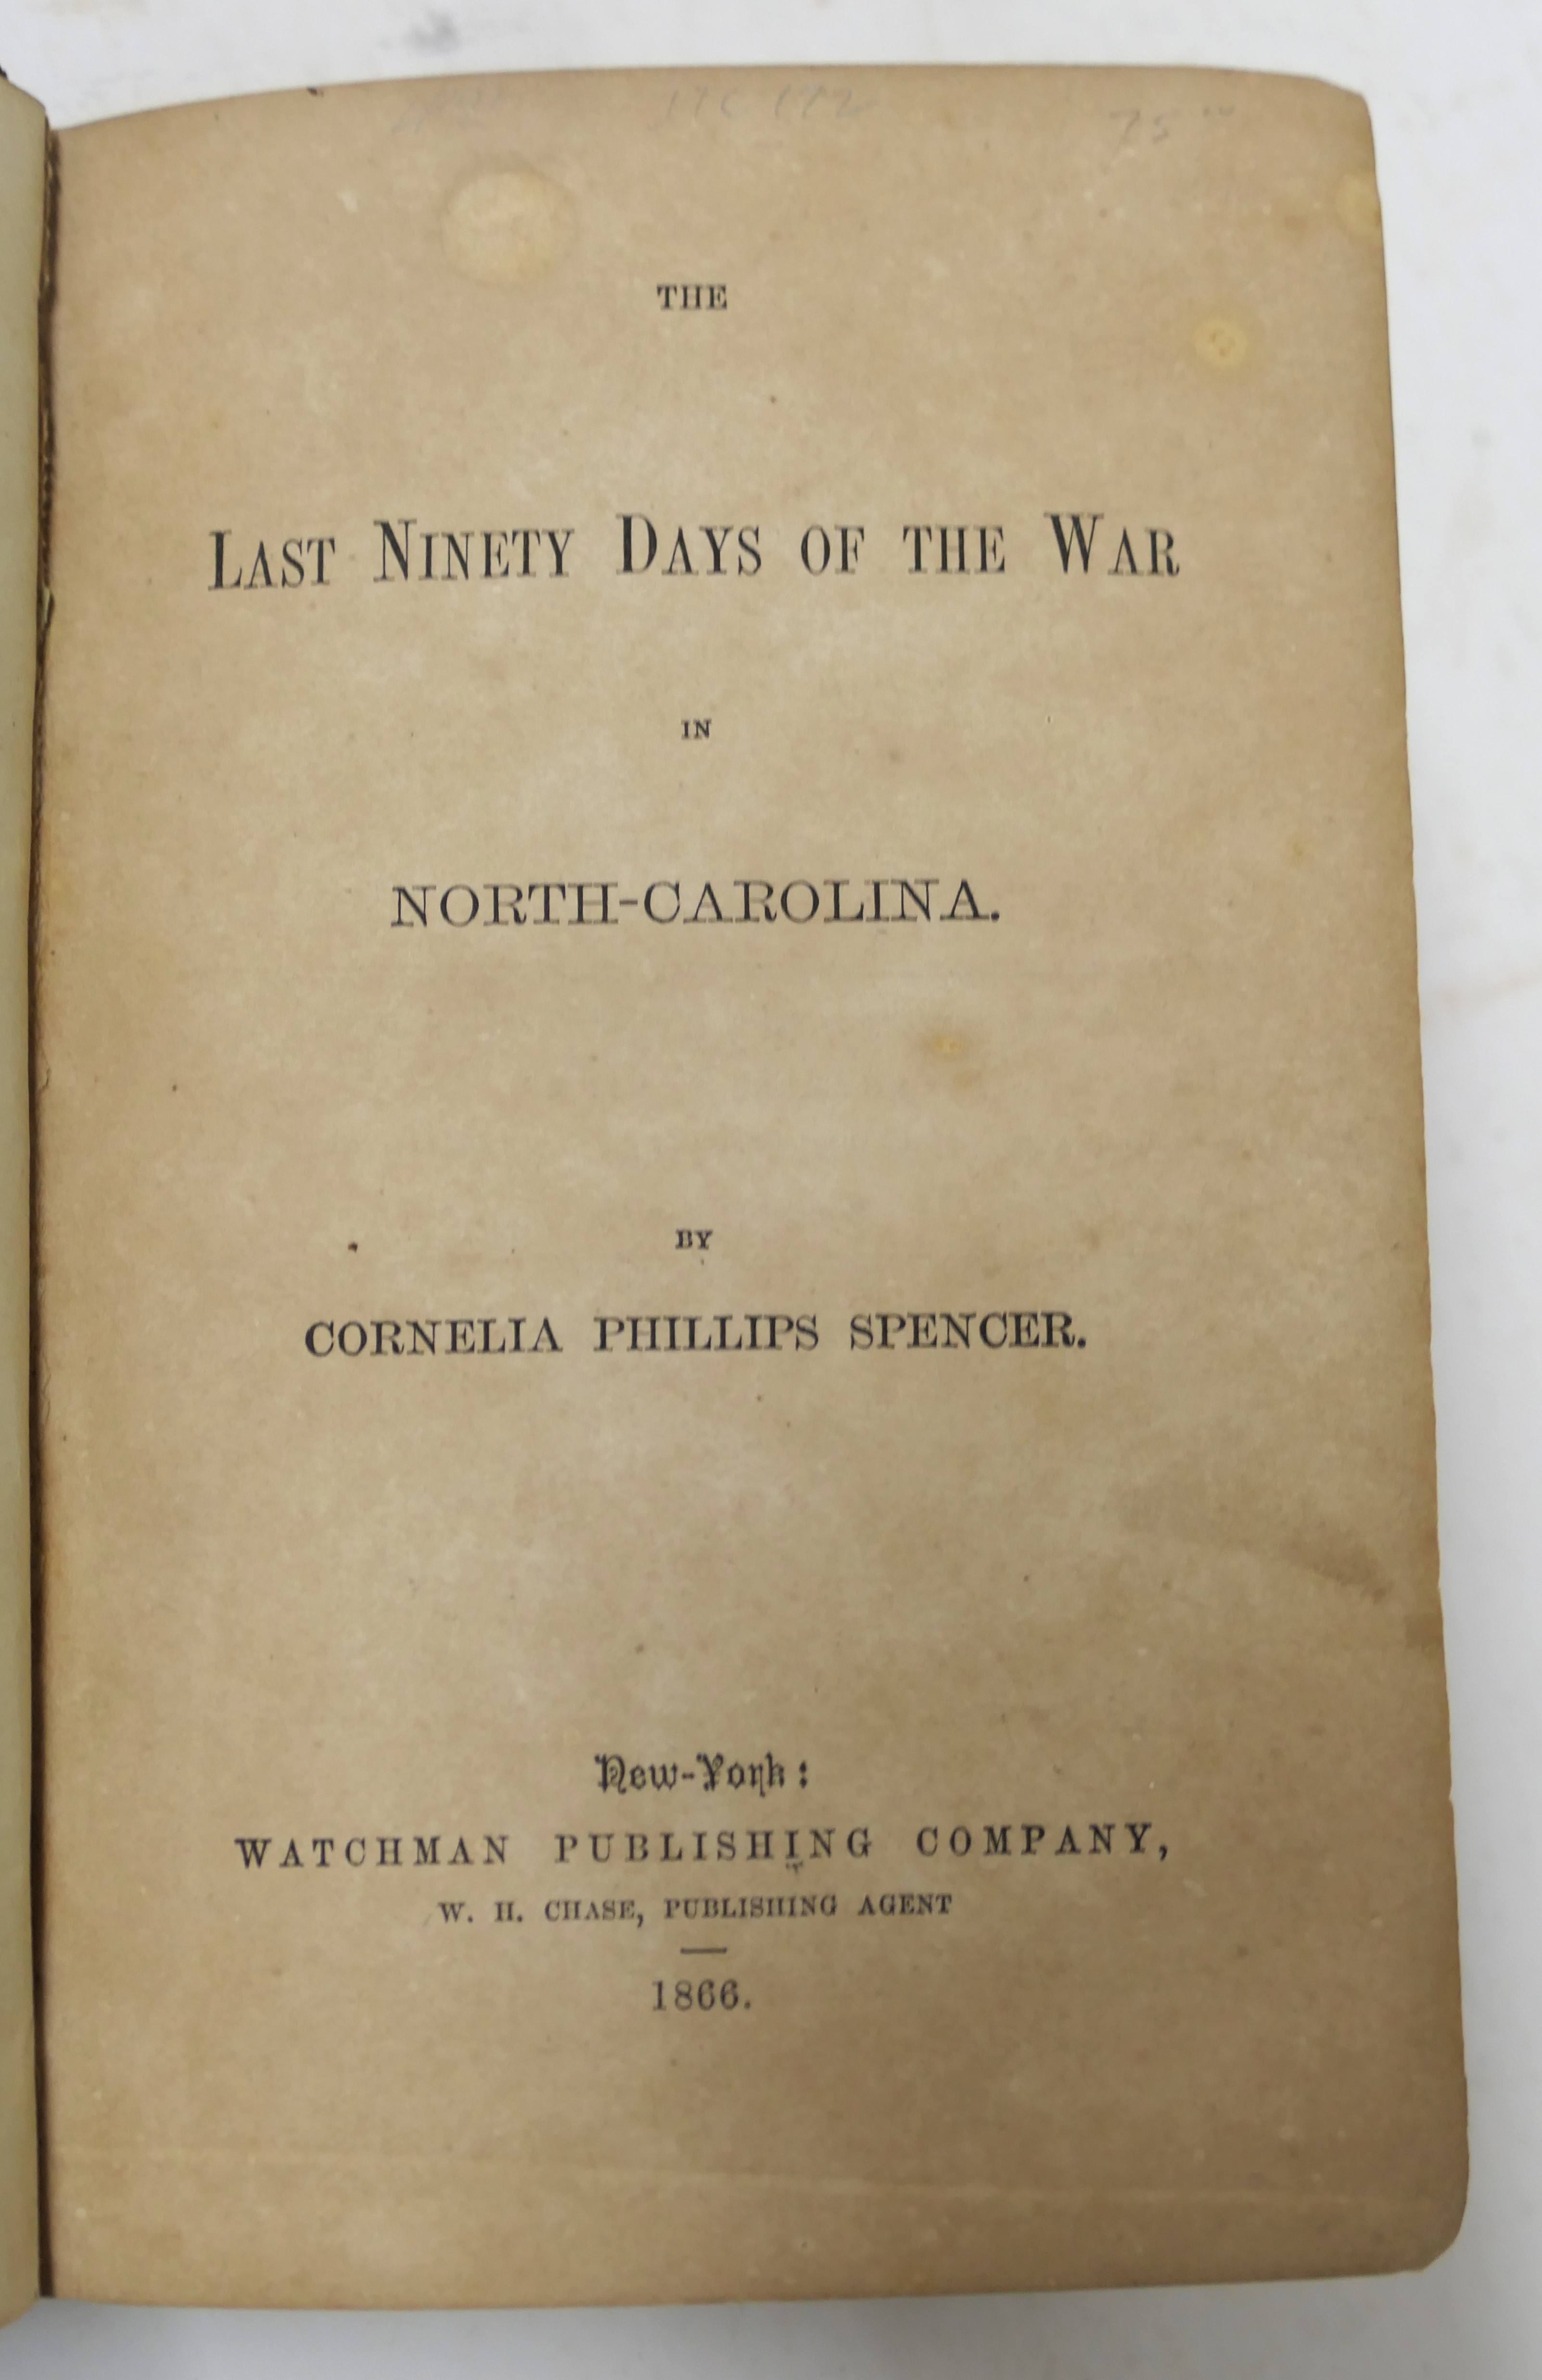 THE
LAST NINETY DAYS OF THE WAR
IN
NORTH-CAROLINA.
BY
CORNELIA PHILLIPS SPENCER.
New-York:
WATCHMAN PUBLISHING COMPANY,
W. H. CHASE, PUBLISHING AGENT
1866.